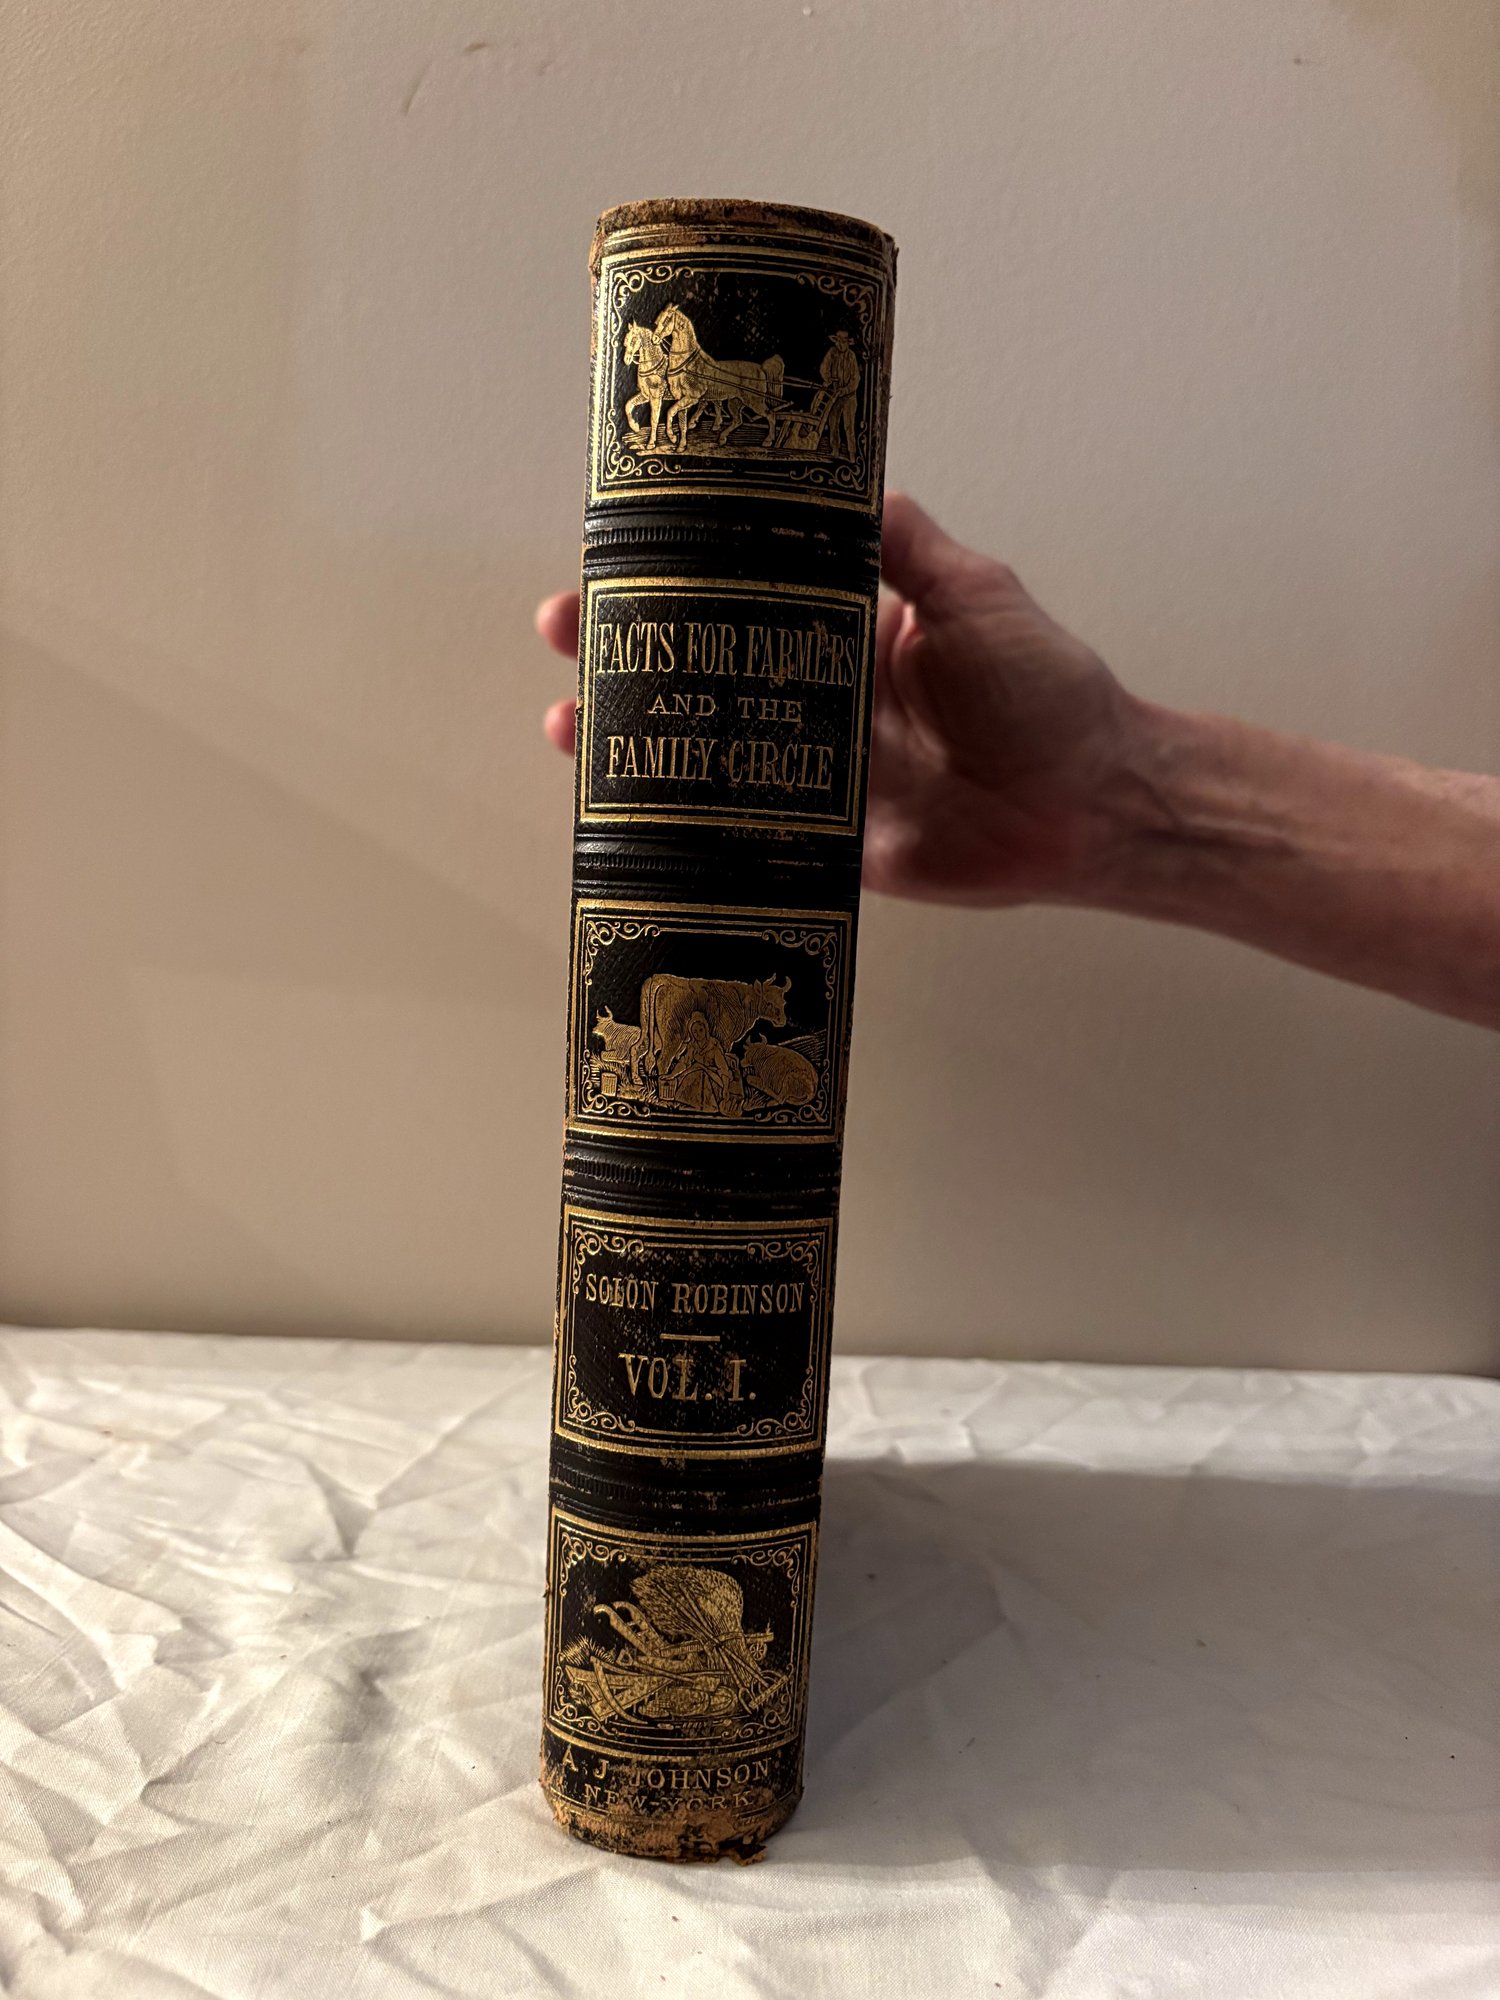 FACTS FOR FARMERS
AND THE
FAMILY CIRCLE
SOLON ROBINSON
VOL. I.
A. J. JOHNSON
NEW-YORK